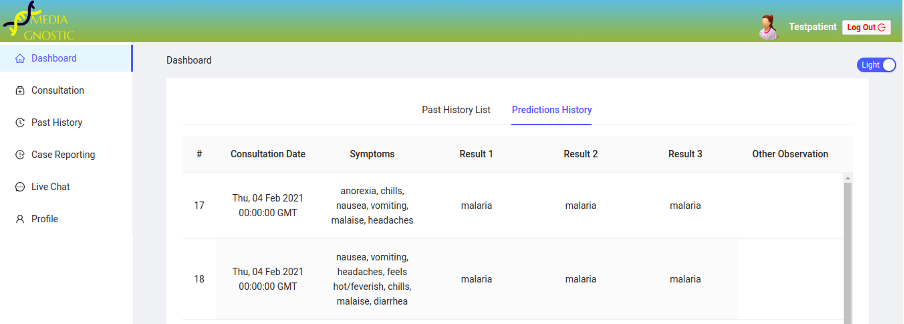 MEDIA
GNOSTIC
Testpatient
Log Out
Dashboard
Consultation
Past History
Case Reporting
Live Chat
Profile
Dashboard
Light
Past History List Predictions History
# Consultation Date Symptoms Result 1 Result 2 Result 3 Other Observation
anorexia, chills,
Thu, 04 Feb 2021
17 nausea, vomiting, malaria malaria malaria
00:00:00 GMT
malaise, headaches
nausea, vomiting,
Thu, 04 Feb 2021 headaches, feels
18 malaria malaria malaria
00:00:00 GMT hot/feverish, chills,
malaise, diarrhea